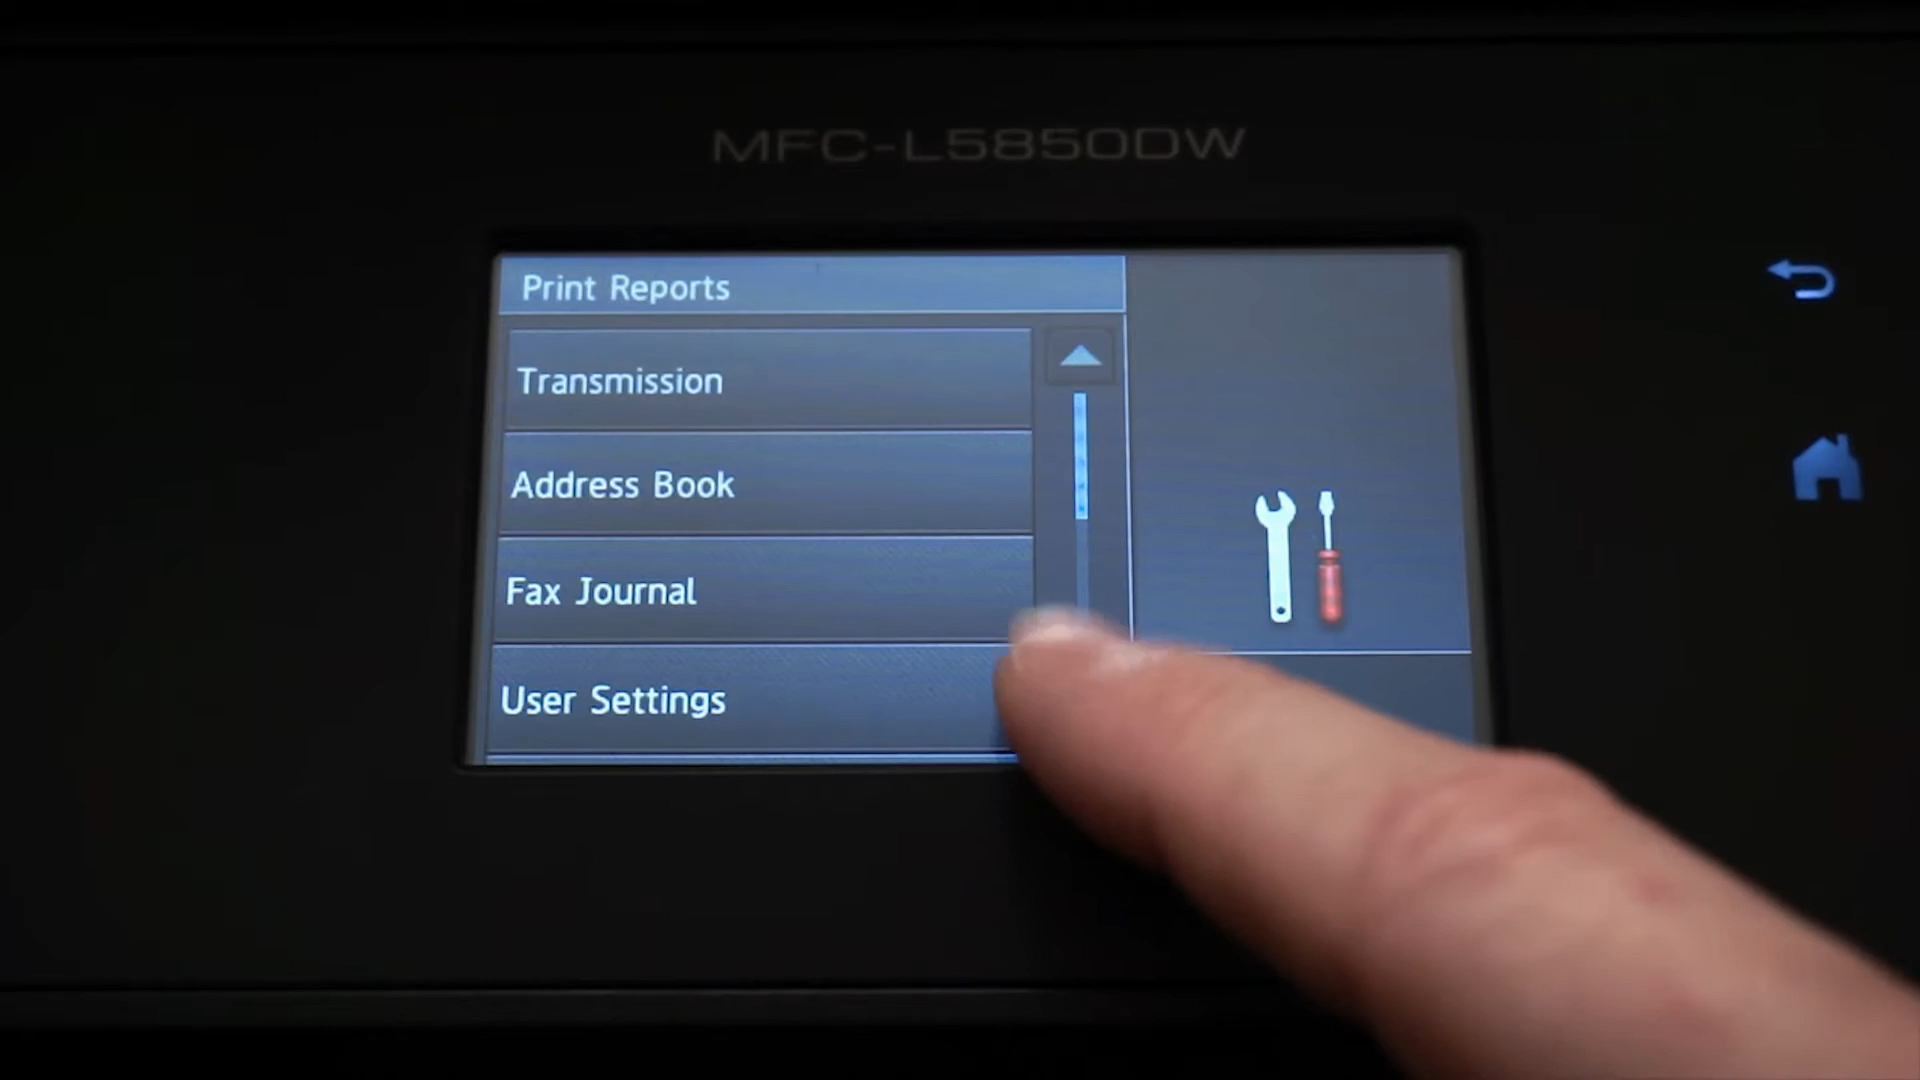 MFC-L5850DW
Print Reports
Transmission
Address Book
Fax Journal
User Settings